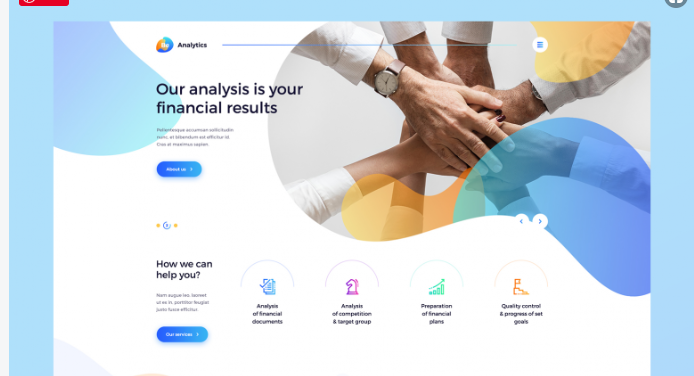 Analytics
Our analysis is your
financial results
Pellentesque accumsan sollicitudin
nunc, at bibendum est efficitur id.
Cras at maximus sapien.
About us
How we can
help you?
Nam augue leo, laoreet
ut ex in, porttitor feugiat
justo fusce efficitur.
Our services
Analysis
of financial
documents
Analysis
of competition
& target group
Preparation
of financial
plans
Quality control
& progress of set
goals